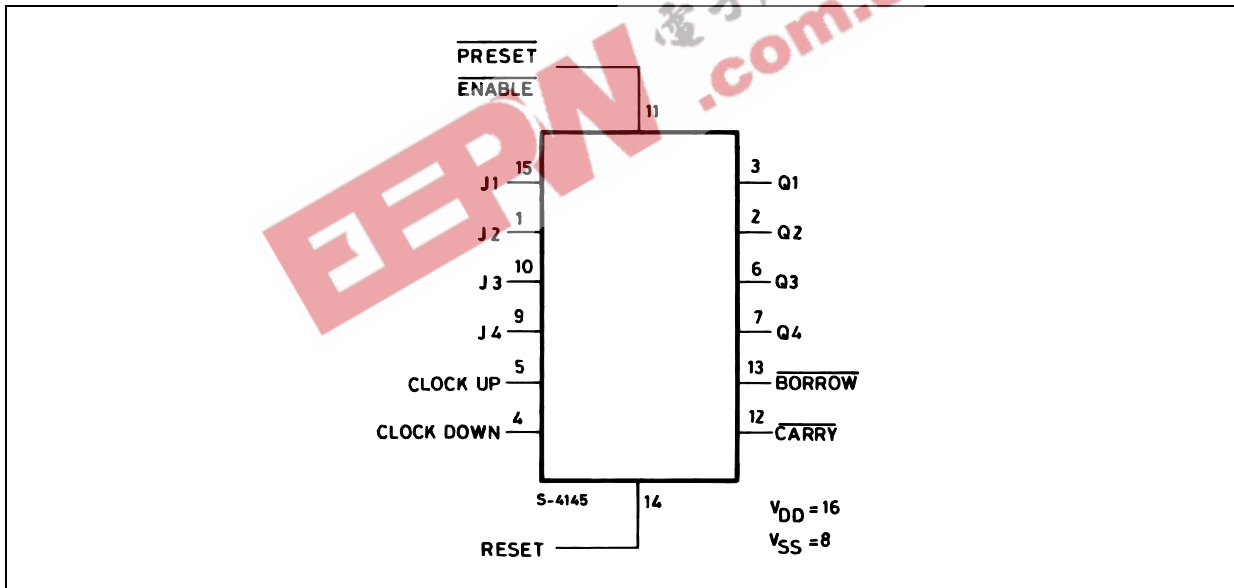 PRESET
ENABLE
11
15
J1
1
J2
10
J3
9
J4
5
CLOCK UP
4
CLOCK DOWN
3
Q1
2
Q2
6
Q3
7
Q4
13
BORROW
12
CARRY
S-4145
14
RESET
VDD = 16
VSS = 8
EEPW
.com.